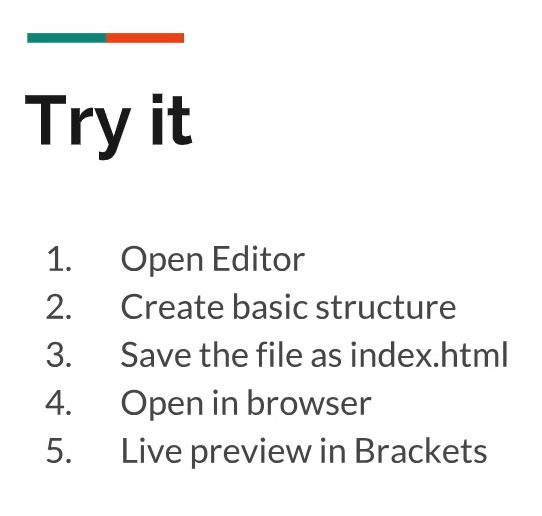 Try it
1. Open Editor
2. Create basic structure
3. Save the file as index.html
4. Open in browser
5. Live preview in Brackets